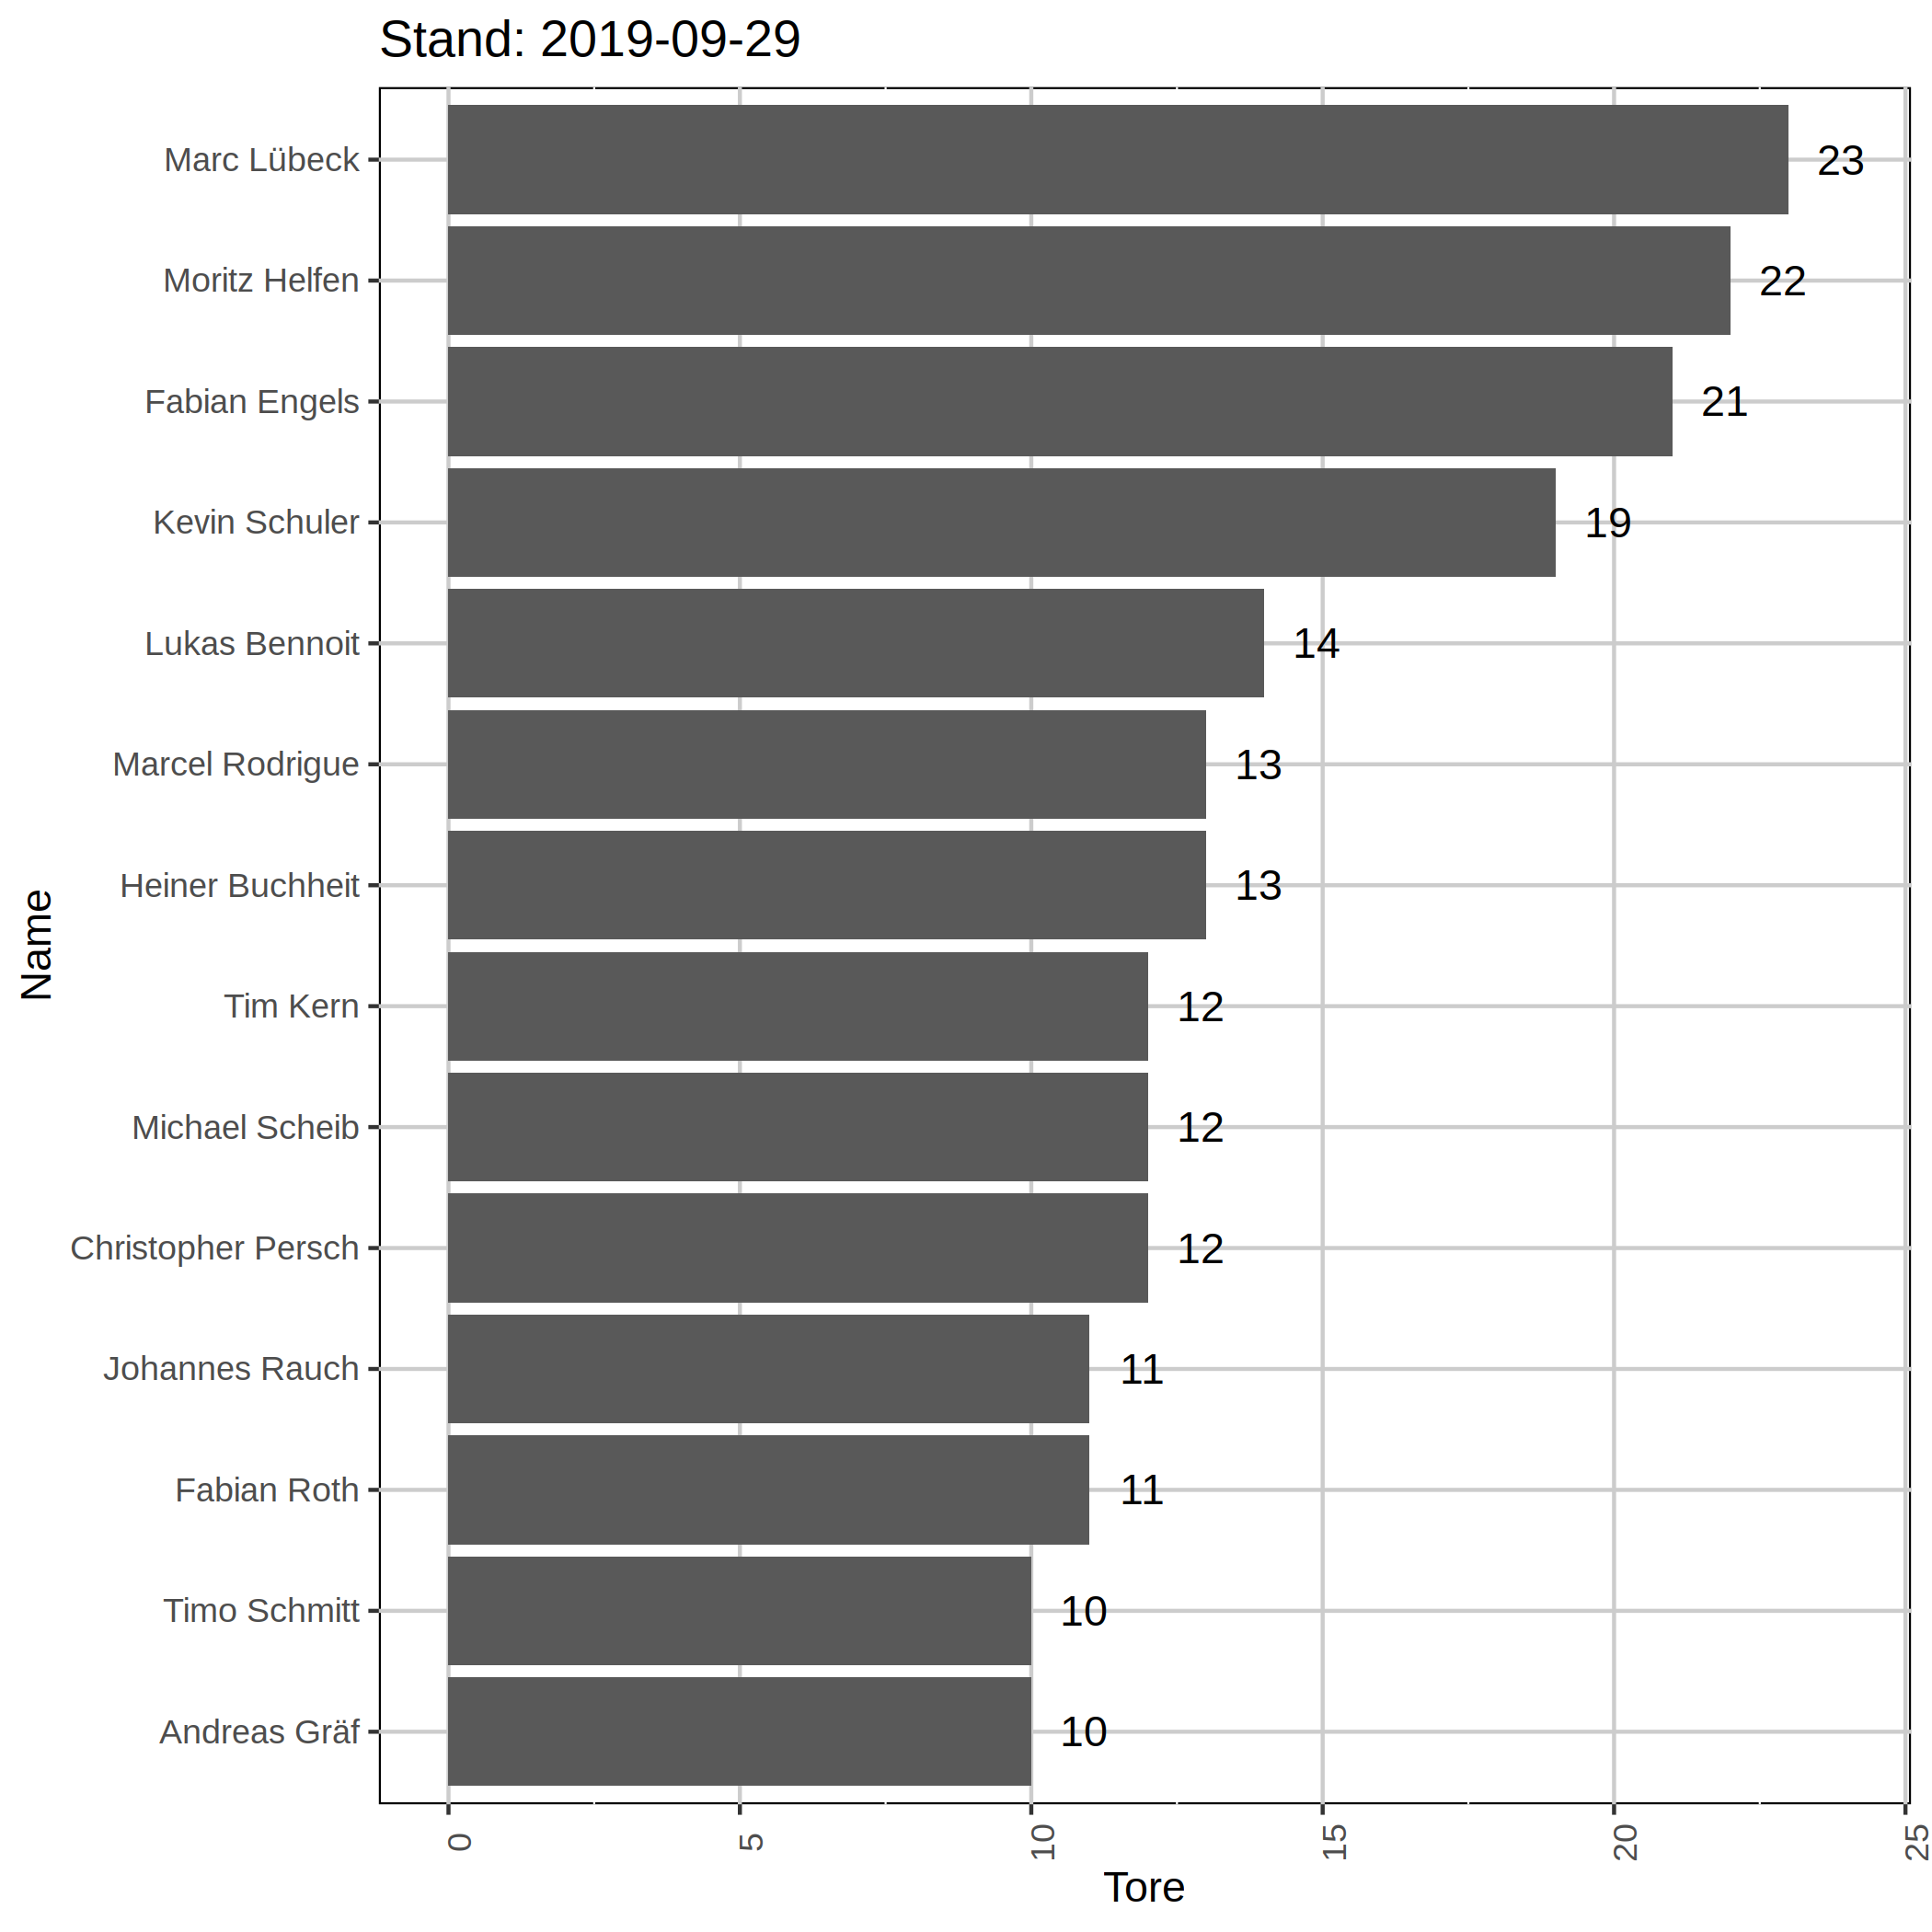 Stand: 2019-09-29
Marc Lübeck 23
Moritz Helfen 22
Fabian Engels 21
Kevin Schuler 19
Lukas Bennoit 14
Marcel Rodrigue 13
Heiner Buchheit 13
Tim Kern 12
Michael Scheib 12
Christopher Persch 12
Johannes Rauch 11
Fabian Roth 11
Timo Schmitt 10
Andreas Gräf 10
Name
0 5 10 15 20 25
Tore